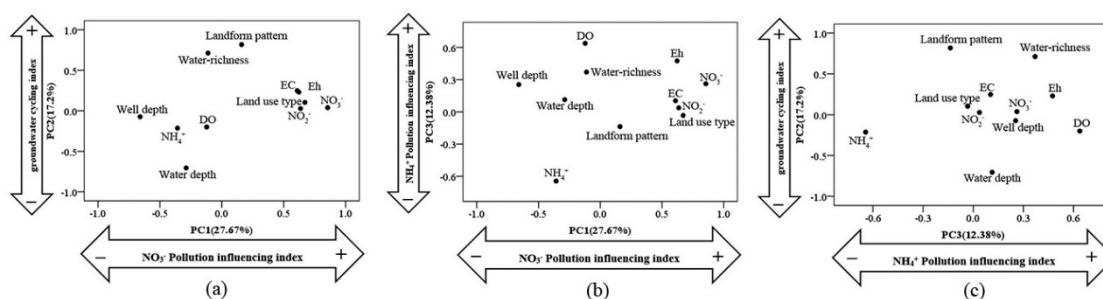 +
groundwater cycling index
−
PC2(17.2%)
1.0
0.5
0.0
-0.5
-1.0
Landform pattern
Water-richness
EC
Eh
Well depth
Land use type
NO₃⁻
NO₂⁻
NH₄⁺
DO
Water depth
-1.0
-0.5
0.0
0.5
1.0
PC1(27.67%)
− NO₃⁻ Pollution influencing index +
(a)
+
NH₄⁺ Pollution influencing index
−
PC3(12.38%)
0.6
0.3
0.0
-0.3
-0.6
DO
Eh
Water-richness
NO₃⁻
EC
Water depth
NO₂⁻
Well depth
Land use type
Landform pattern
NH₄⁺
-1.0
-0.5
0.0
0.5
1.0
PC1(27.67%)
− NO₃⁻ Pollution influencing index +
(b)
+
groundwater cycling index
−
PC2(17.2%)
1.0
0.5
0.0
-0.5
-1.0
Landform pattern
Water-richness
EC
Eh
Land use type
NO₃⁻
NO₂⁻
Well depth
DO
NH₄⁺
Water depth
-0.6
-0.3
0.0
0.3
0.6
PC3(12.38%)
− NH₄⁺ Pollution influencing index +
(c)